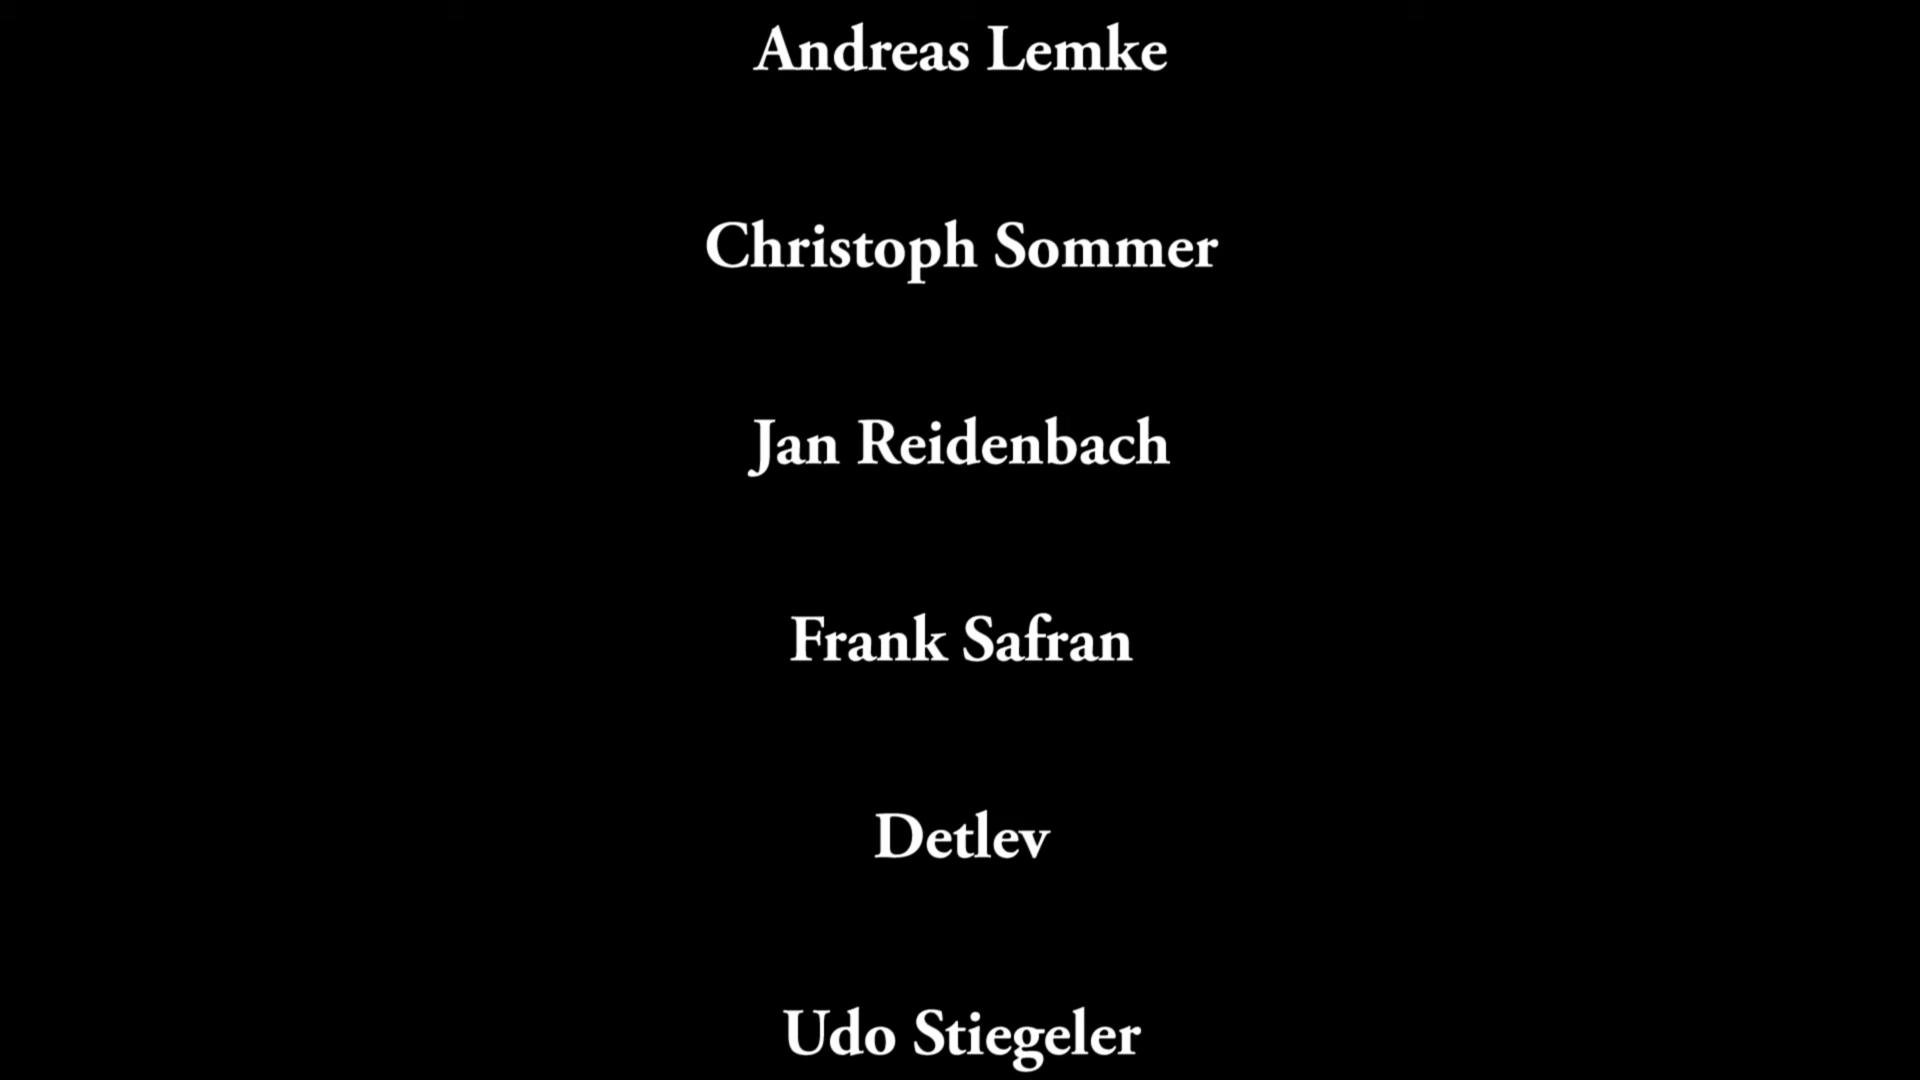 Andreas Lemke
Christoph Sommer
Jan Reidenbach
Frank Safran
Detlev
Udo Stiegeler